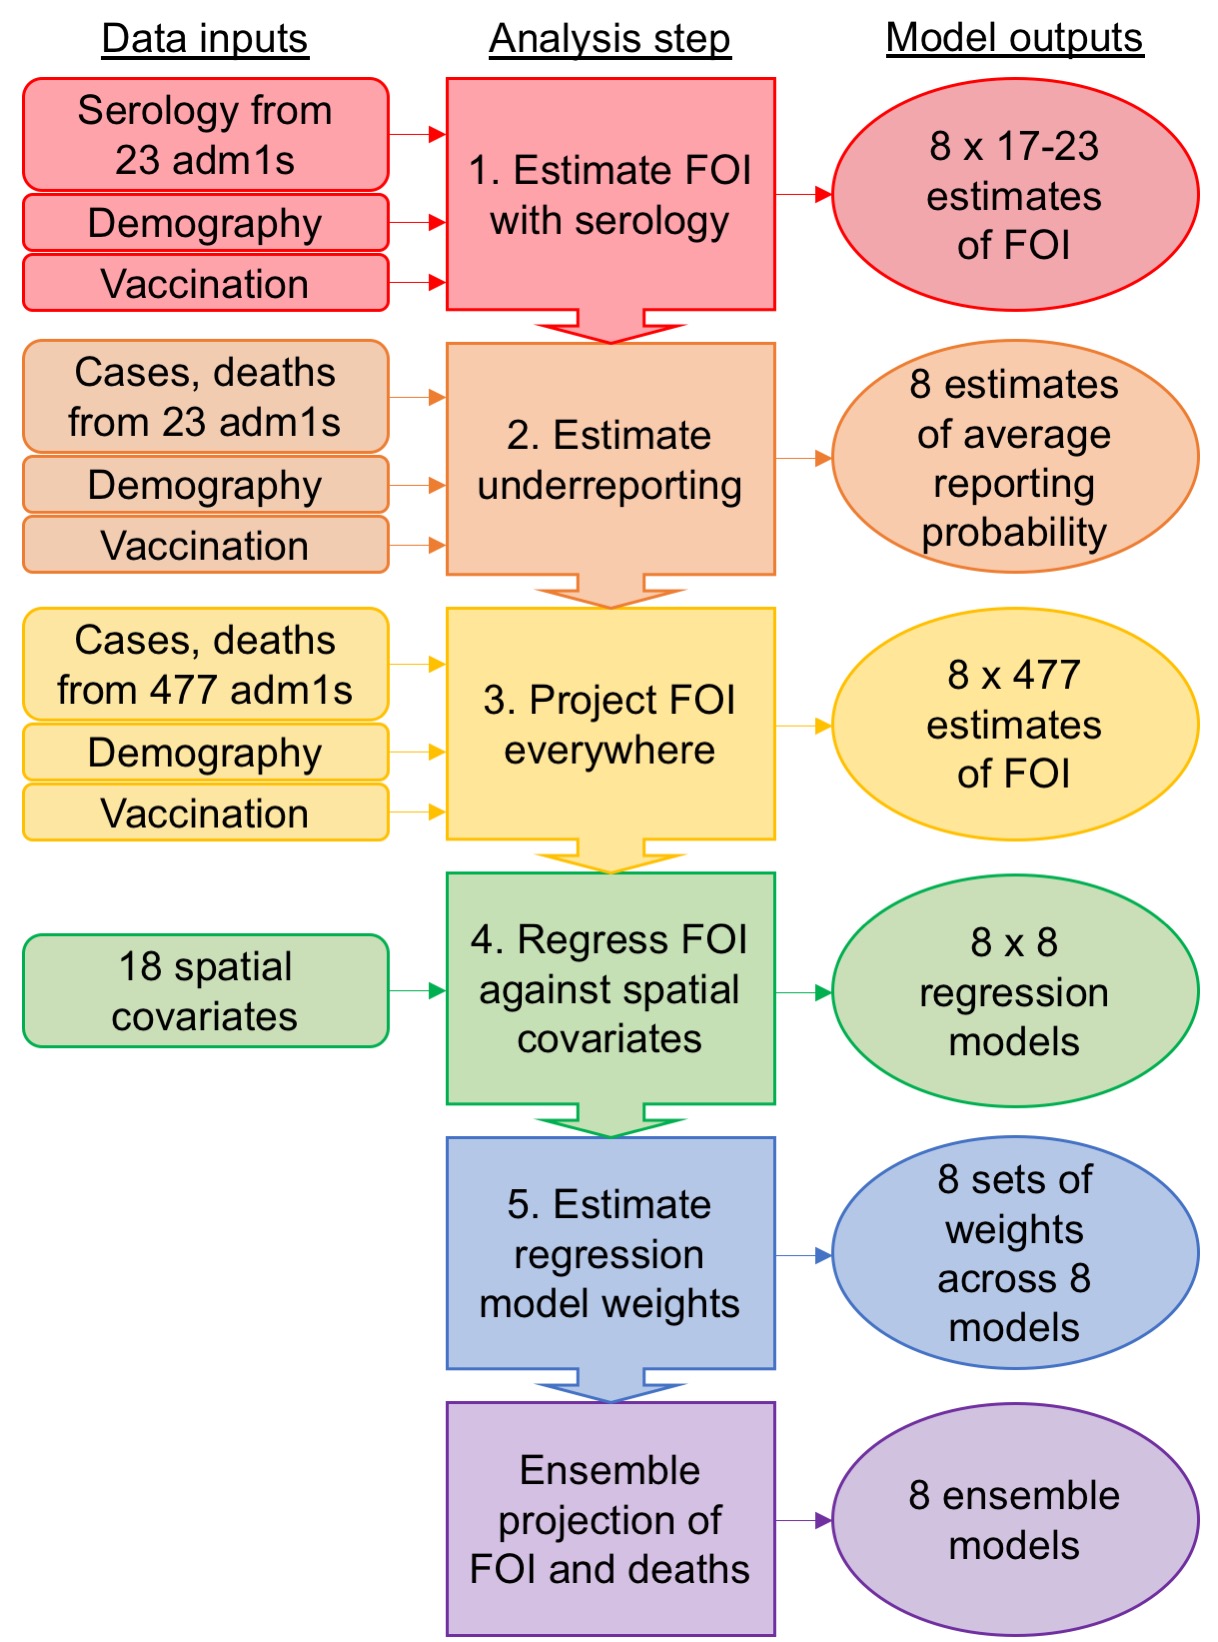 Data inputs
Analysis step
Model outputs
Serology from
23 adm1s
Demography
Vaccination
1. Estimate FOI
with serology
8 x 17-23
estimates
of FOI
Cases, deaths
from 23 adm1s
Demography
Vaccination
2. Estimate
underreporting
8 estimates
of average
reporting
probability
Cases, deaths
from 477 adm1s
Demography
Vaccination
3. Project FOI
everywhere
8 x 477
estimates
of FOI
18 spatial
covariates
4. Regress FOI
against spatial
covariates
8 x 8
regression
models
5. Estimate
regression
model weights
8 sets of
weights
across 8
models
Ensemble
projection of
FOI and deaths
8 ensemble
models